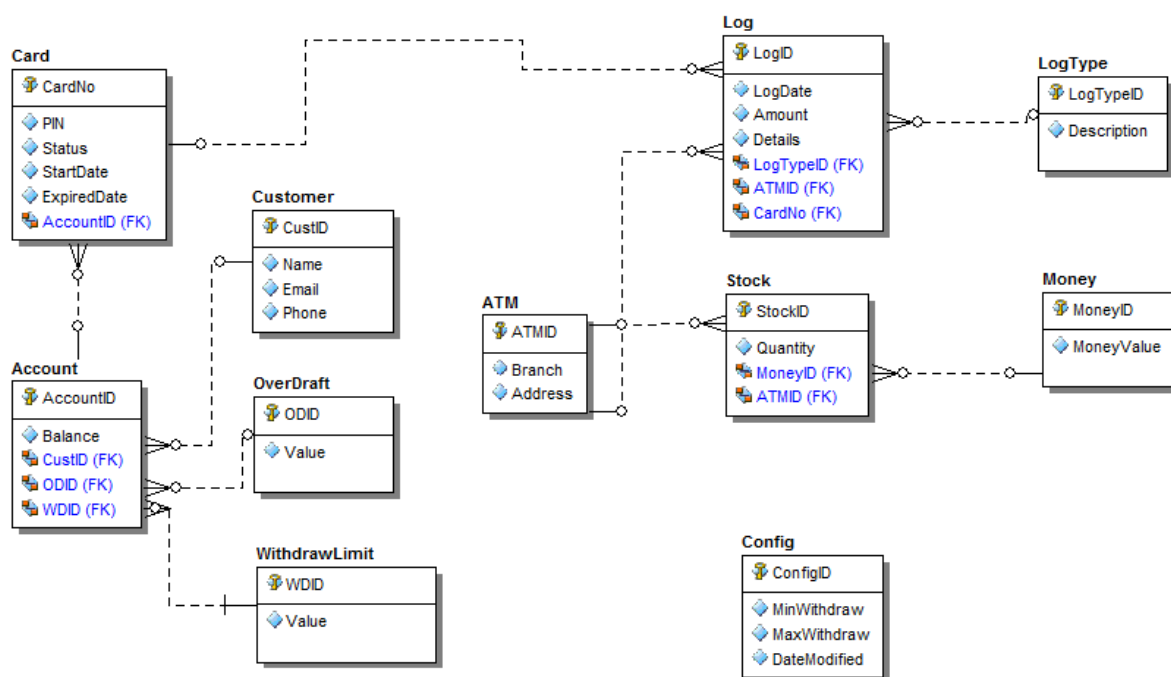 Card
CardNo
PIN
Status
StartDate
ExpiredDate
AccountID (FK)
Customer
CustID
Name
Email
Phone
Account
AccountID
Balance
CustID (FK)
ODID (FK)
WDID (FK)
OverDraft
ODID
Value
WithdrawLimit
WDID
Value
ATM
ATMID
Branch
Address
Log
LogID
LogDate
Amount
Details
LogTypeID (FK)
ATMID (FK)
CardNo (FK)
LogType
LogTypeID
Description
Stock
StockID
Quantity
MoneyID (FK)
ATMID (FK)
Money
MoneyID
MoneyValue
Config
ConfigID
MinWithdraw
MaxWithdraw
DateModified